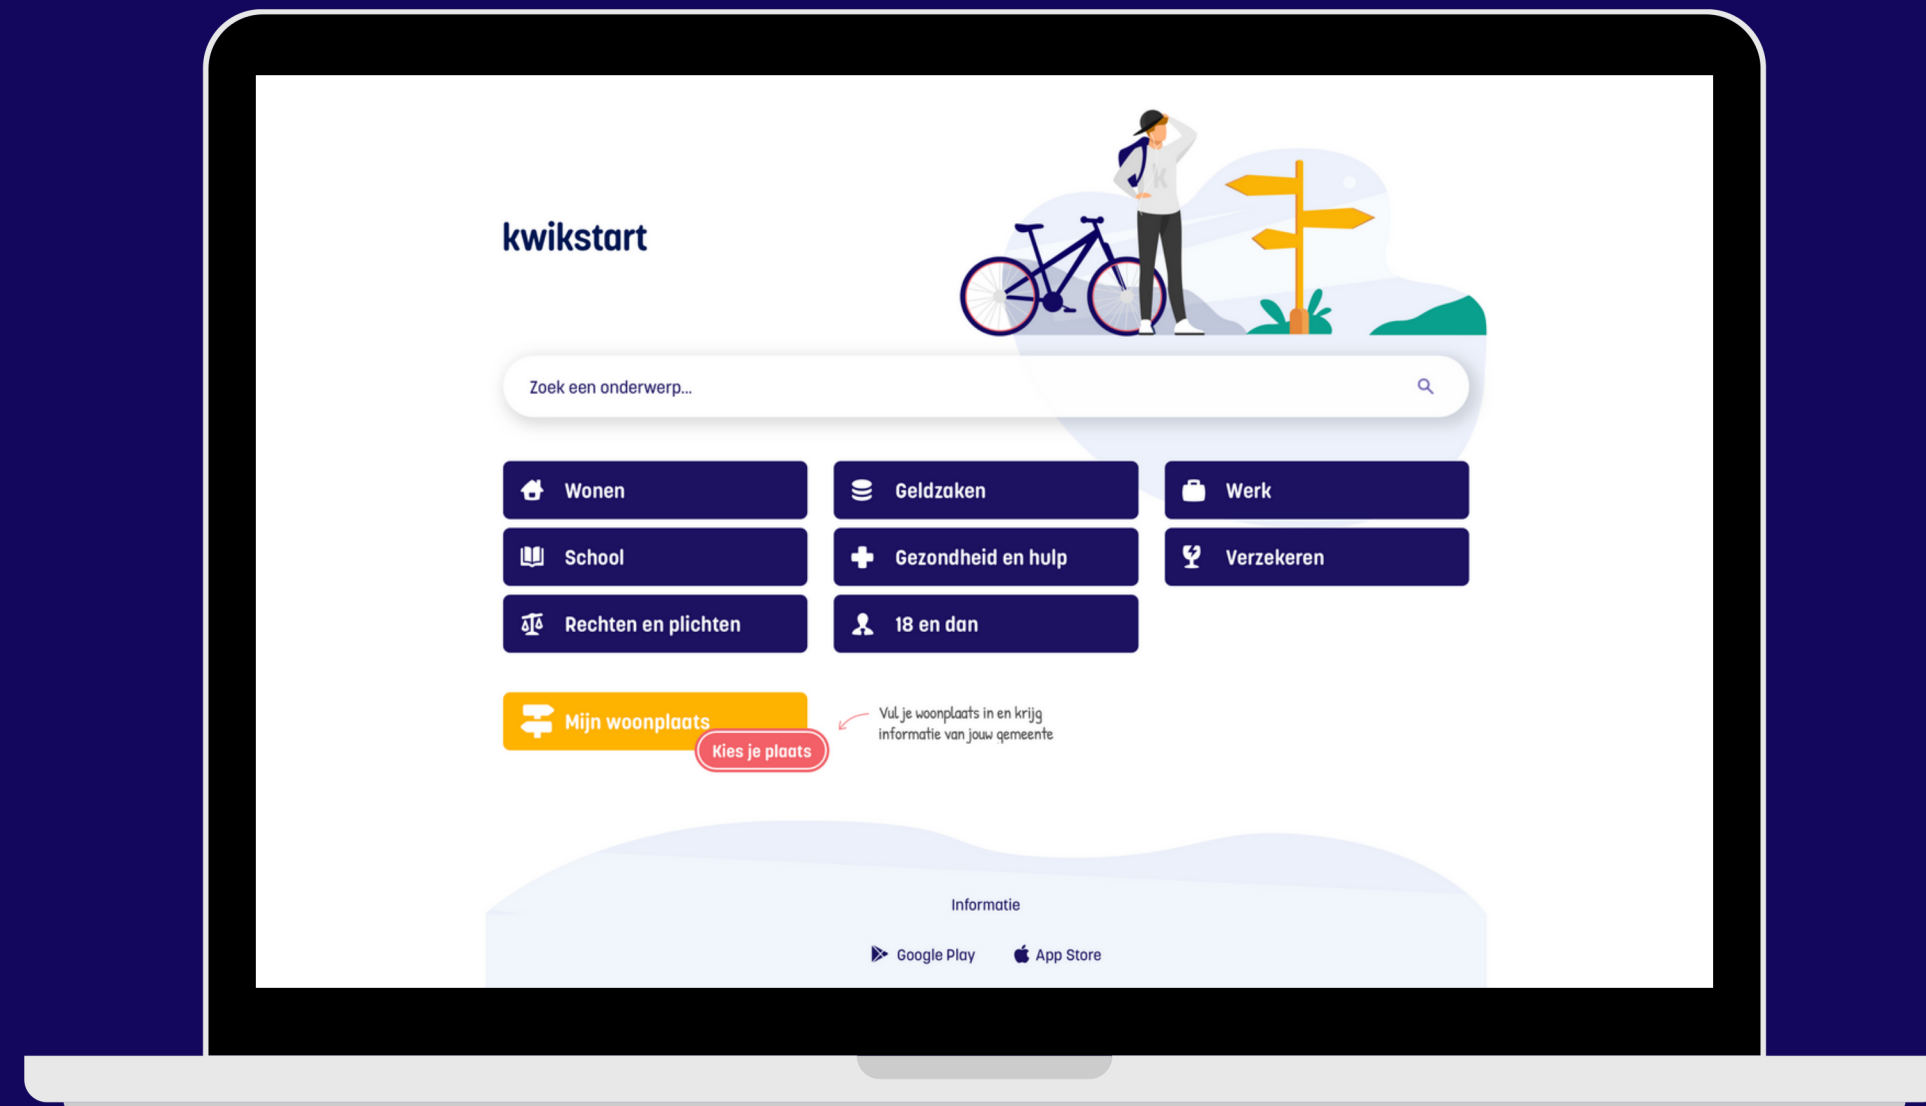 kwikstart
k
Zoek een onderwerp...
Wonen
Geldzaken
Werk
School
Gezondheid en hulp
Verzekeren
Rechten en plichten
18 en dan
Mijn woonplaats
Kies je plaats
Vul je woonplaats in en krijg
informatie van jouw gemeente
Informatie
Google Play
App Store